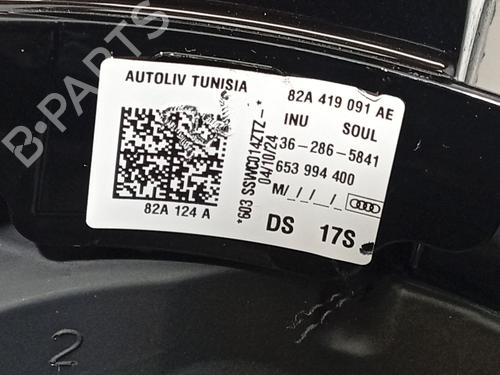 B-PARTS
AUTOLIV TUNISIA
82A 124 A
*603 SSWC014ZTZ-*
04/10/24
82A 419 091 AE
INU SOUL
36-286-5841
653 994 400
M/_/_/_
DS 17S
2